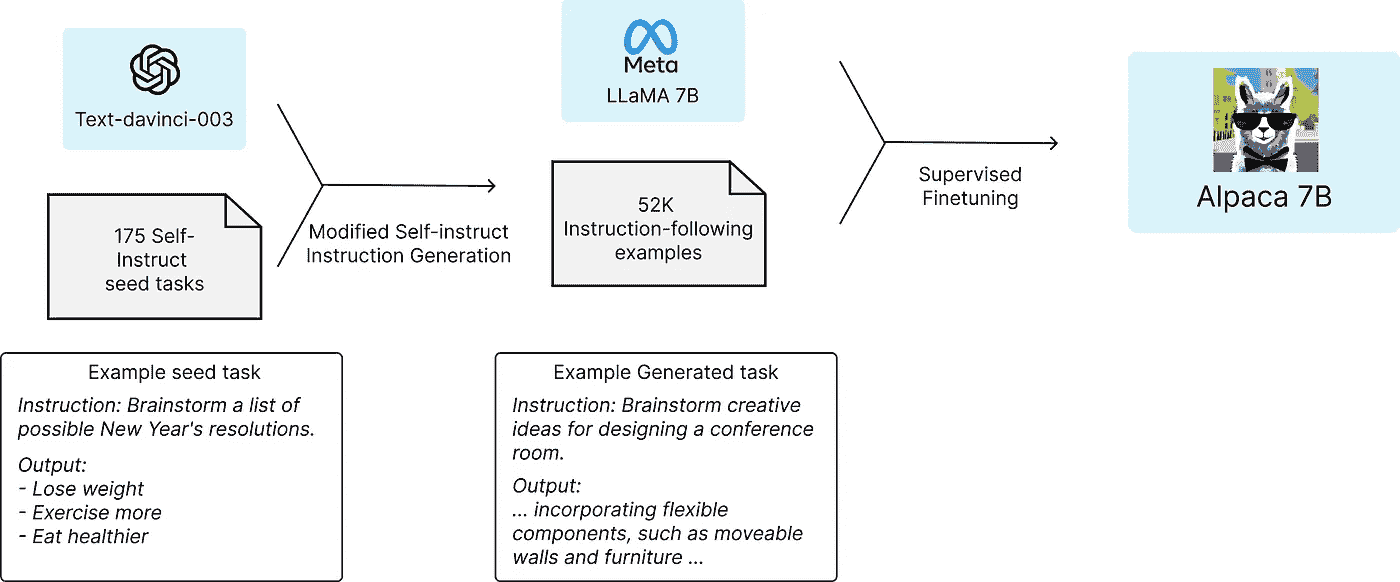 Text-davinci-003
175 Self-
Instruct
seed tasks
Modified Self-instruct
Instruction Generation
Meta
LLaMA 7B
52K
Instruction-following
examples
Supervised
Finetuning
Alpaca 7B
Example seed task
Instruction: Brainstorm a list of
possible New Year's resolutions.
Output:
- Lose weight
- Exercise more
- Eat healthier
Example Generated task
Instruction: Brainstorm creative
ideas for designing a conference
room.
Output:
... incorporating flexible
components, such as moveable
walls and furniture ...